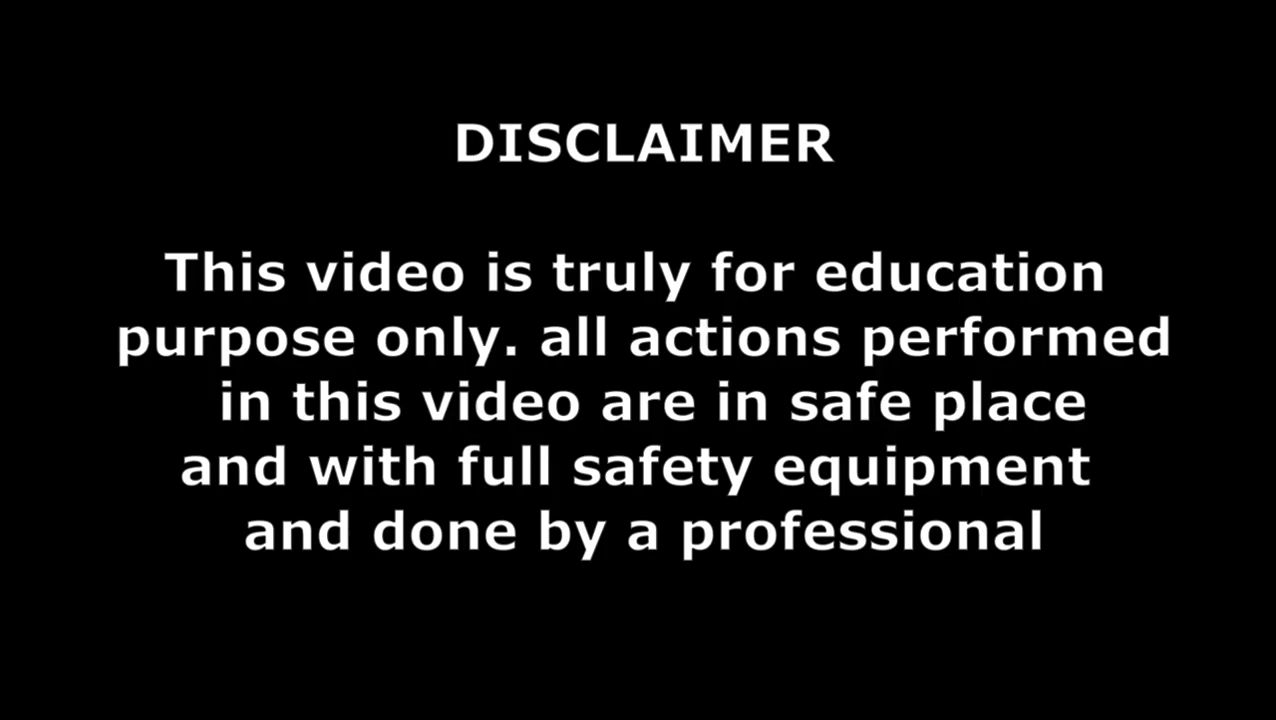 DISCLAIMER
This video is truly for education
purpose only. all actions performed
in this video are in safe place
and with full safety equipment
and done by a professional